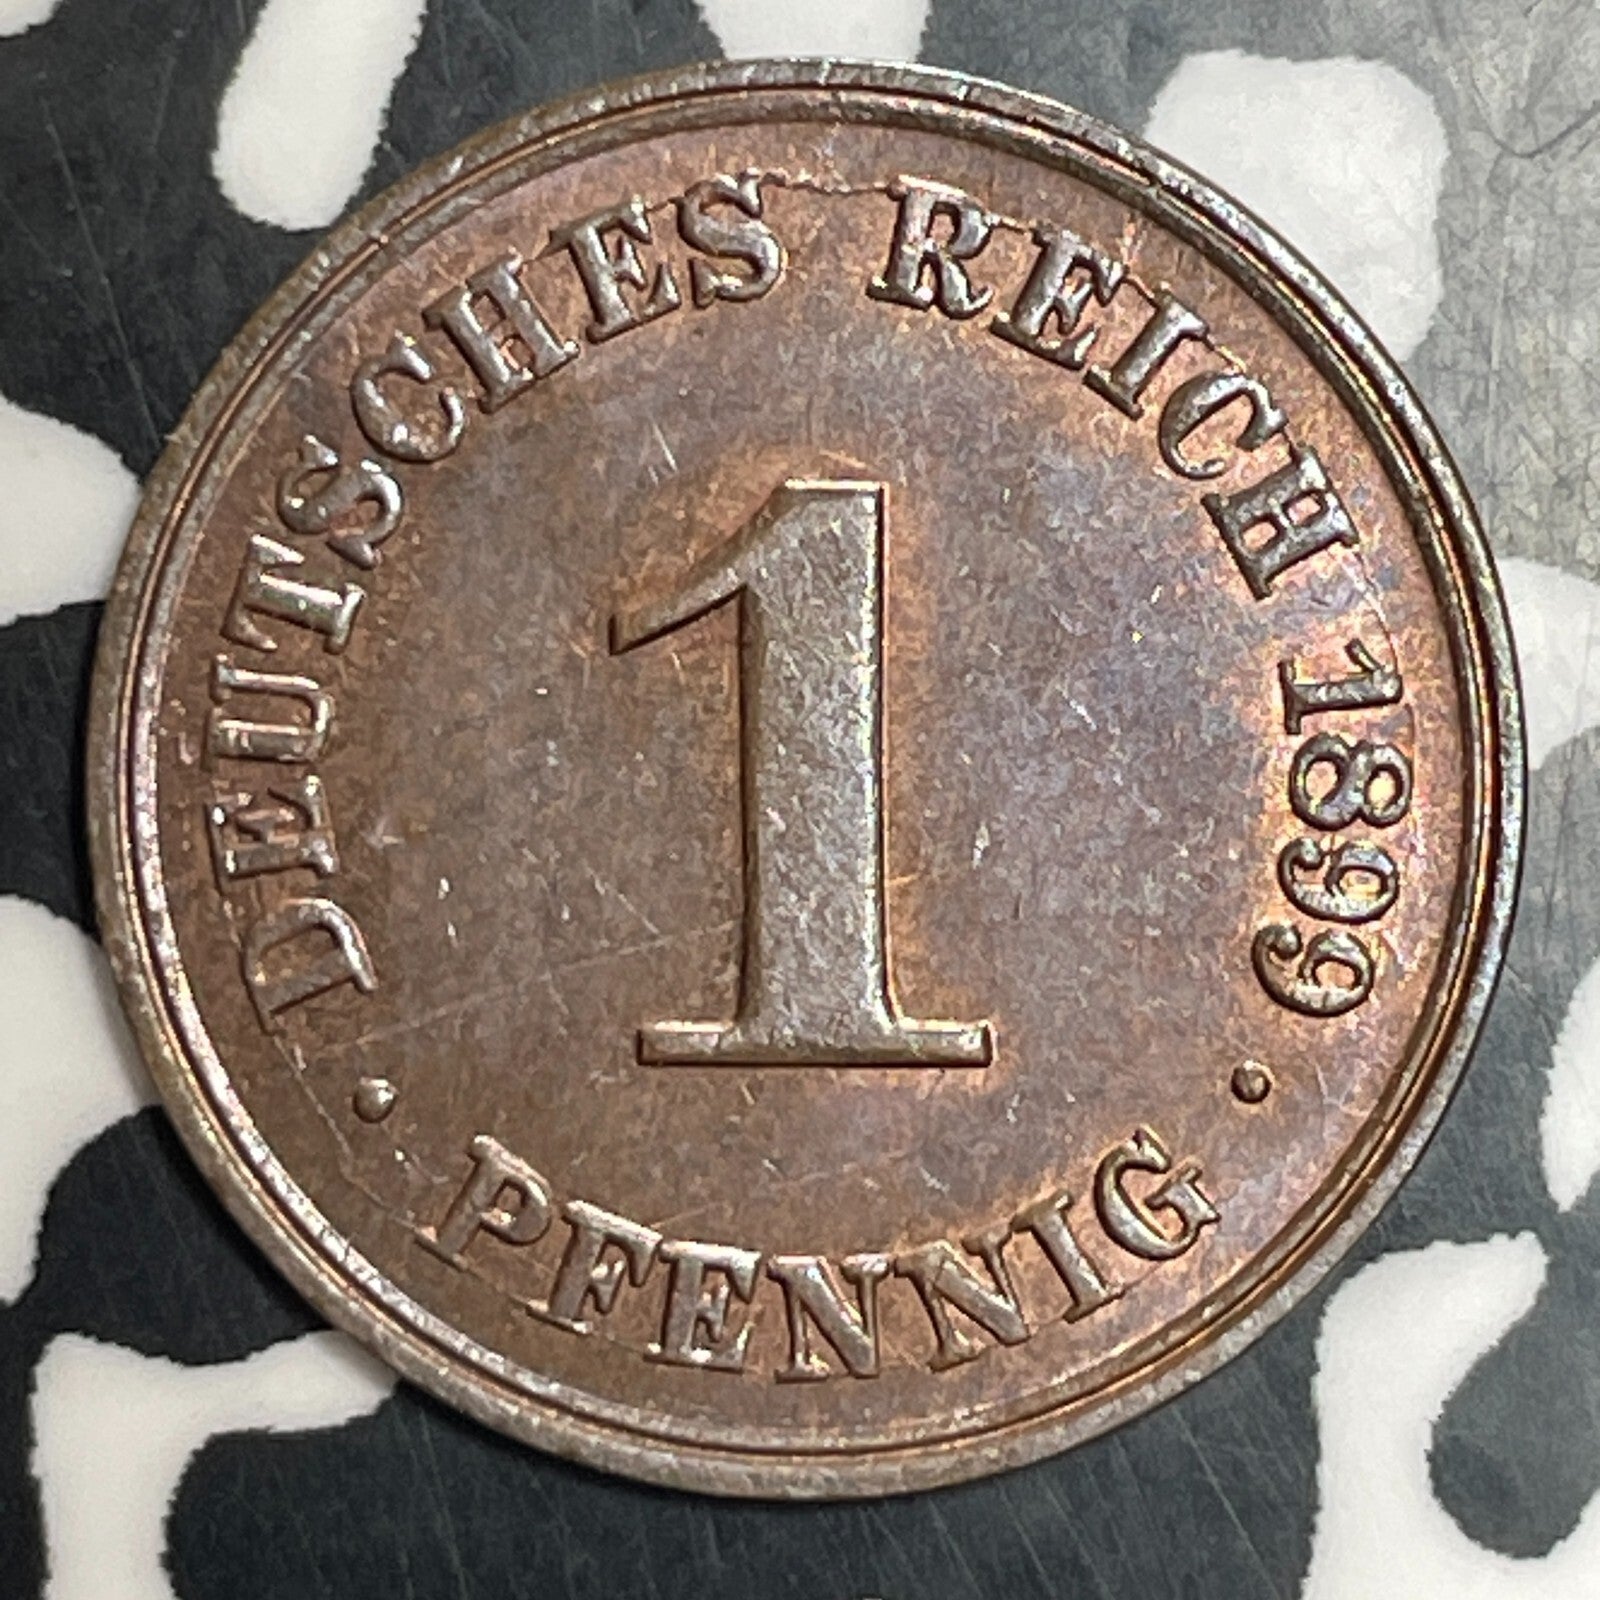 DEUTSCHES REICH 1899
1
· PFENNIG ·